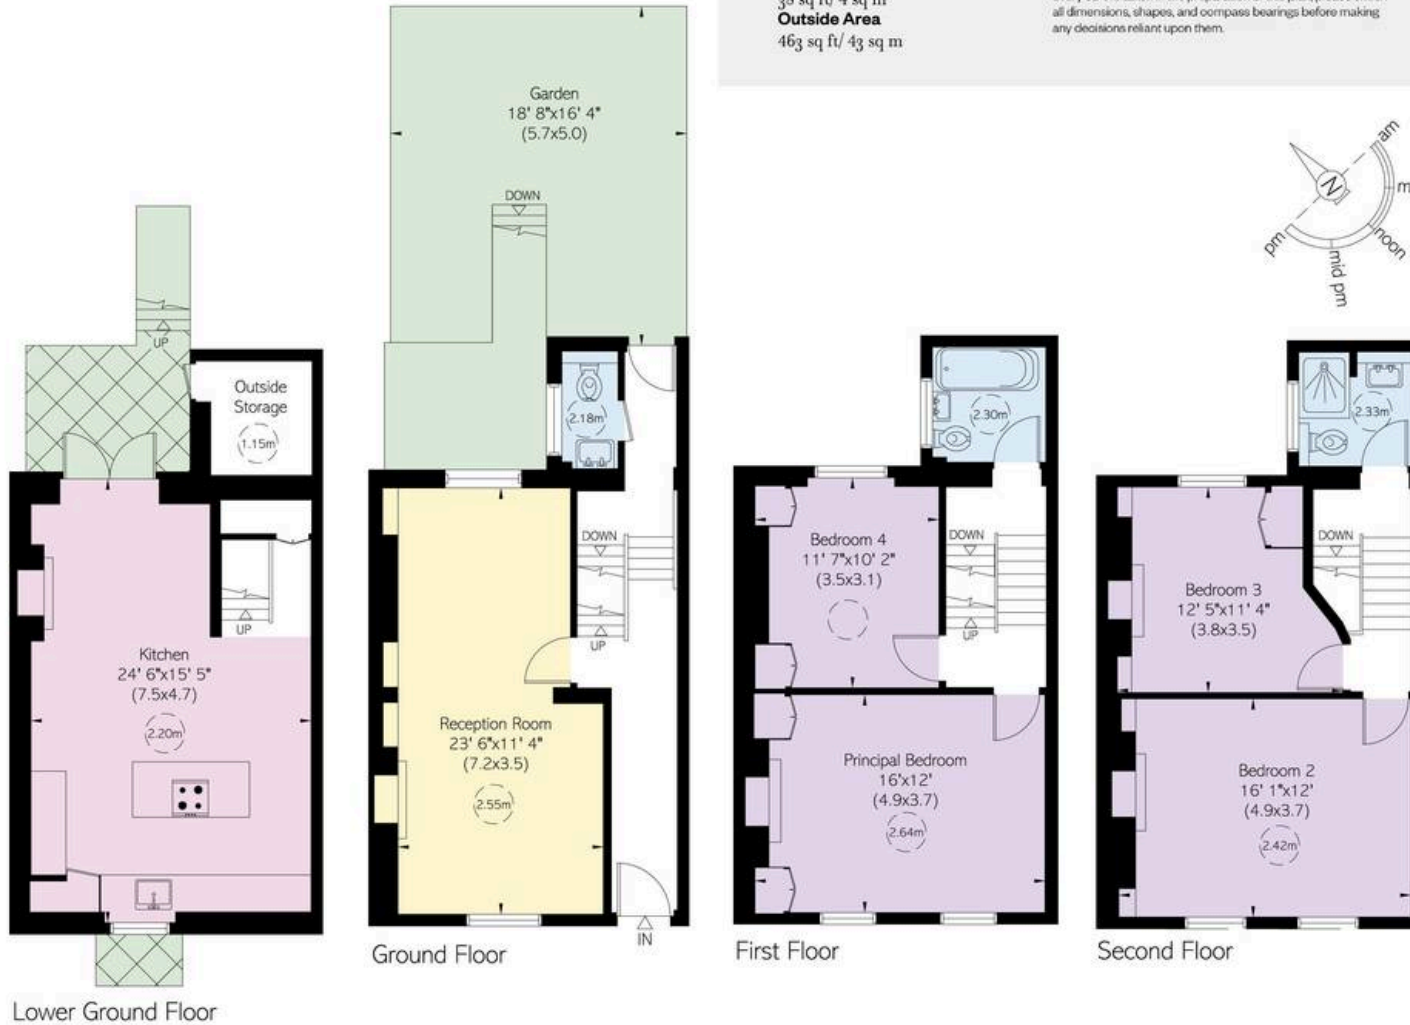 38 sq ft/ 4 sq m
Outside Area
463 sq ft/ 43 sq m
all dimensions, shapes, and compass bearings before making
any decisions reliant upon them.
am
N
noon
mid pm
pm
Garden
18' 8"x16' 4"
(5.7x5.0)
DOWN
UP
Outside
Storage
1.15m
UP
Kitchen
24' 6"x15' 5"
(7.5x4.7)
2.20m
Lower Ground Floor
2.18m
DOWN
UP
Reception Room
23' 6"x11' 4"
(7.2x3.5)
2.55m
IN
Ground Floor
2.30m
Bedroom 4
11' 7"x10' 2"
(3.5x3.1)
DOWN
UP
Principal Bedroom
16'x12'
(4.9x3.7)
2.64m
First Floor
2.33m
DOWN
Bedroom 3
12' 5"x11' 4"
(3.8x3.5)
Bedroom 2
16' 1"x12'
(4.9x3.7)
2.42m
Second Floor